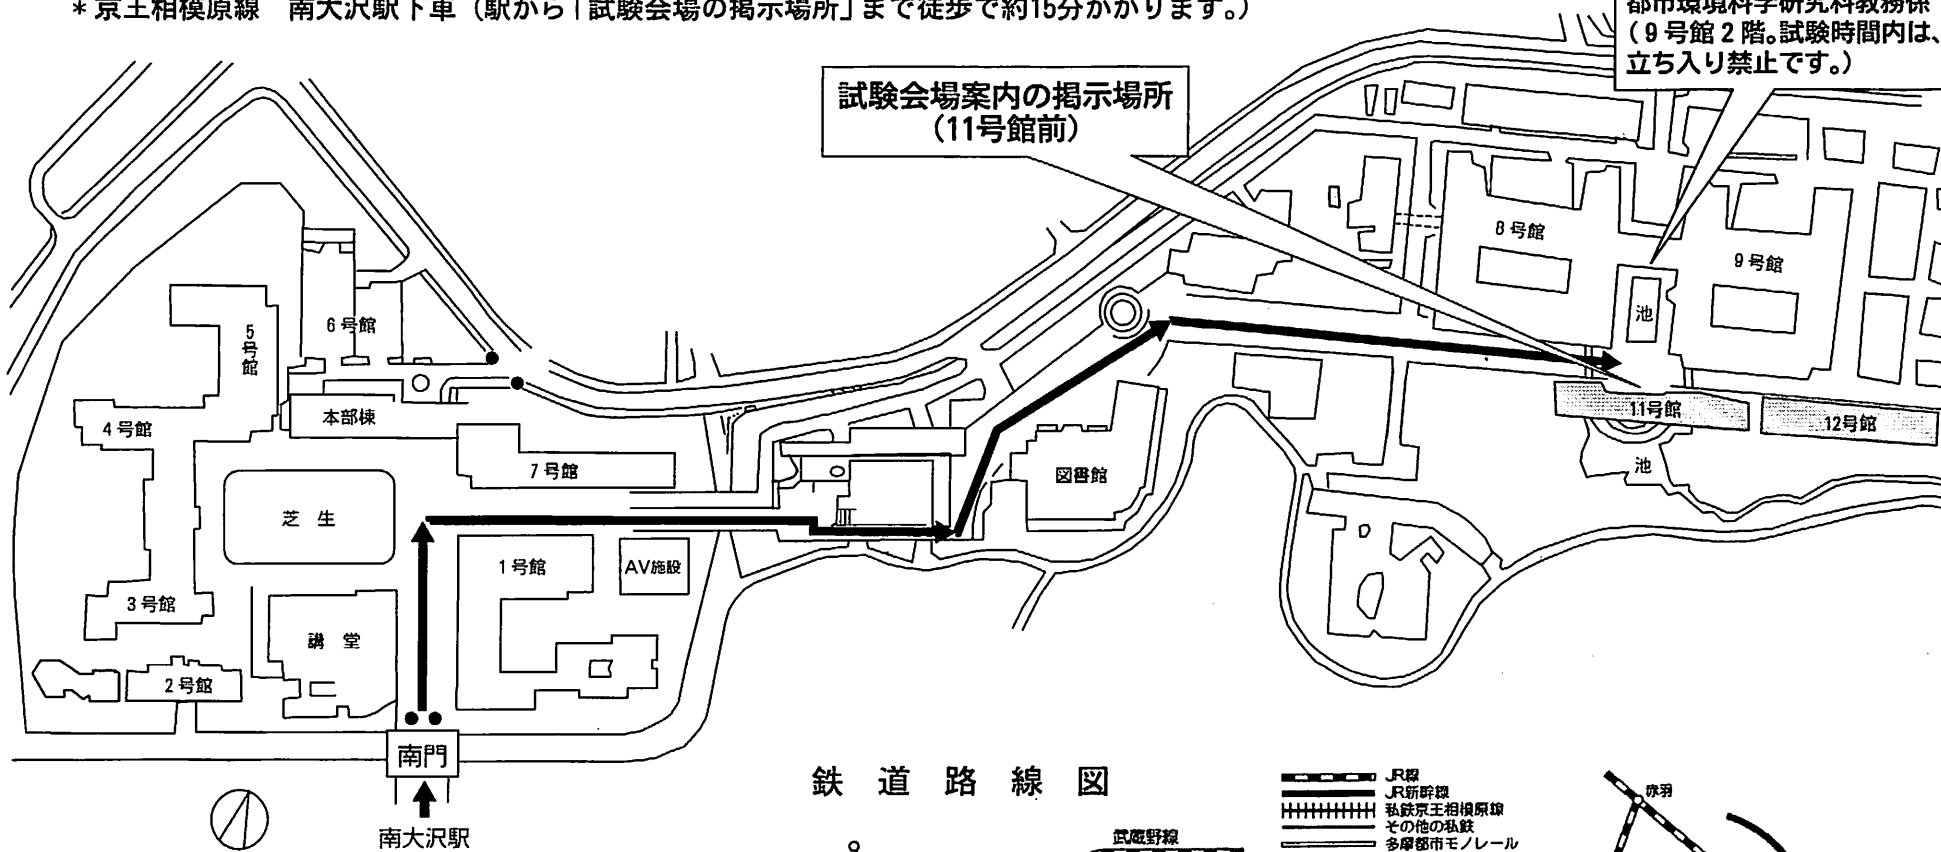 ＊京王相模原線　南大沢駅下車（駅から「試験会場の掲示場所」まで徒歩で約15分かかります。）
都市環境科学研究科教務係
（9号館2階。試験時間内は、
立ち入り禁止です。）
試験会場案内の掲示場所
（11号館前）
8号館
9号館
池
5号館
6号館
本部棟
4号館
7号館
図書館
11号館
12号館
池
芝　生
1号館
AV施設
3号館
講　堂
2号館
南門
南大沢駅
鉄　道　路　線　図
JR線
JR新幹線
私鉄京王相模原線
その他の私鉄
多摩都市モノレール
赤羽
武蔵野線